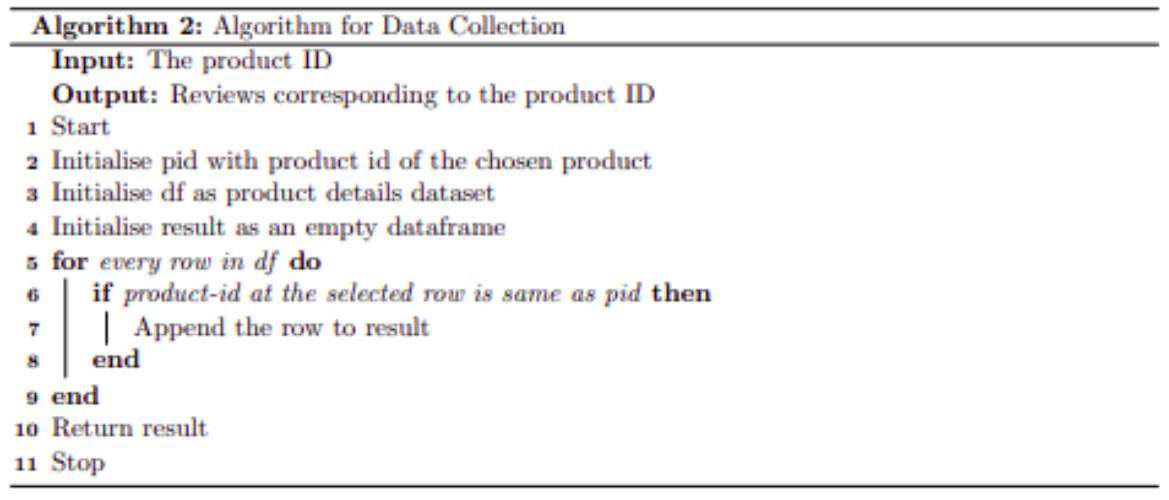 Algorithm 2: Algorithm for Data Collection
Input: The product ID
Output: Reviews corresponding to the product ID
1 Start
2 Initialise pid with product id of the chosen product
3 Initialise df as product details dataset
4 Initialise result as an empty dataframe
5 for every row in df do
6 if product-id at the selected row is same as pid then
7 Append the row to result
8 end
9 end
10 Return result
11 Stop